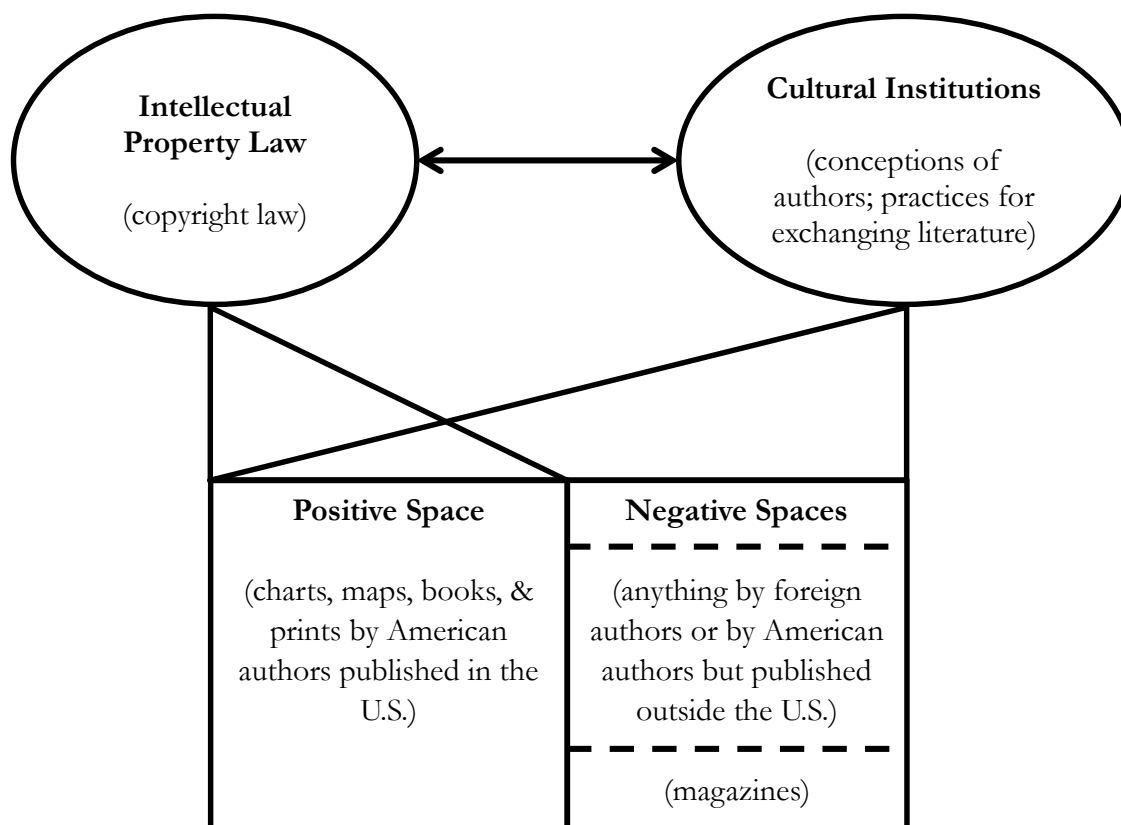 Intellectual
Property Law
(copyright law)
Cultural Institutions
(conceptions of
authors; practices for
exchanging literature)
Positive Space
(charts, maps, books, &
prints by American
authors published in the
U.S.)
Negative Spaces
(anything by foreign
authors or by American
authors but published
outside the U.S.)
(magazines)